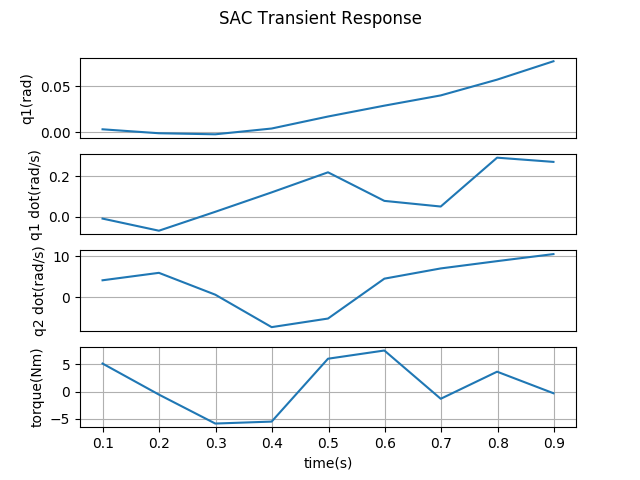 SAC Transient Response
q1(rad)
0.05
0.00
q1 dot(rad/s)
0.2
0.0
q2 dot(rad/s)
10
0
torque(Nm)
5
0
−5
0.1 0.2 0.3 0.4 0.5 0.6 0.7 0.8 0.9
time(s)